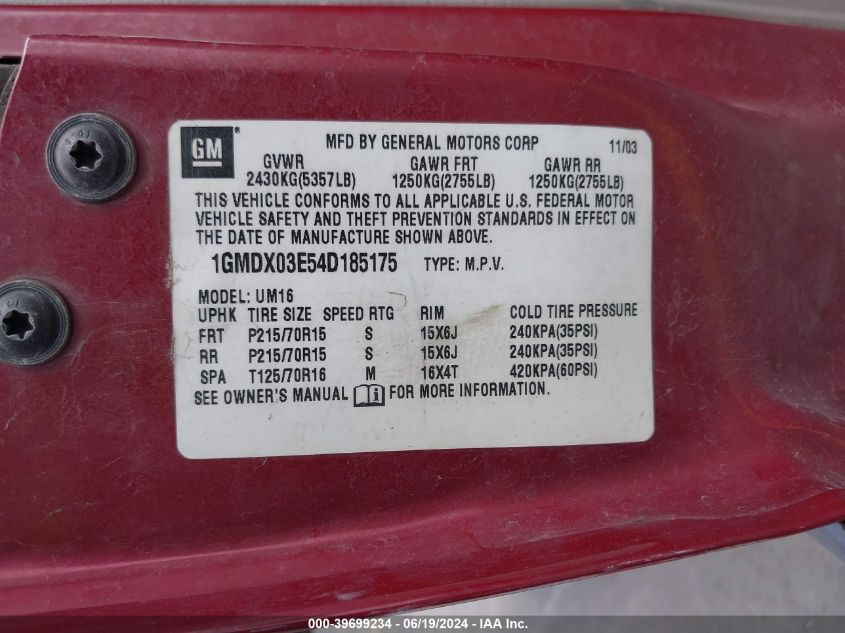 GM® MFD BY GENERAL MOTORS CORP 11/03
GVWR GAWR FRT GAWR RR
2430KG(5357LB) 1250KG(2755LB) 1250KG(2755LB)
THIS VEHICLE CONFORMS TO ALL APPLICABLE U.S. FEDERAL MOTOR
VEHICLE SAFETY AND THEFT PREVENTION STANDARDS IN EFFECT ON
THE DATE OF MANUFACTURE SHOWN ABOVE.
1GMDX03E54D185175 TYPE: M.P.V.
MODEL: UM16
UPHK TIRE SIZE SPEED RTG RIM COLD TIRE PRESSURE
FRT P215/70R15 S 15X6J 240KPA(35PSI)
RR P215/70R15 S 15X6J 240KPA(35PSI)
SPA T125/70R16 M 16X4T 420KPA(60PSI)
SEE OWNER'S MANUAL FOR MORE INFORMATION.
000-39699234 - 06/19/2024 - IAAI.com